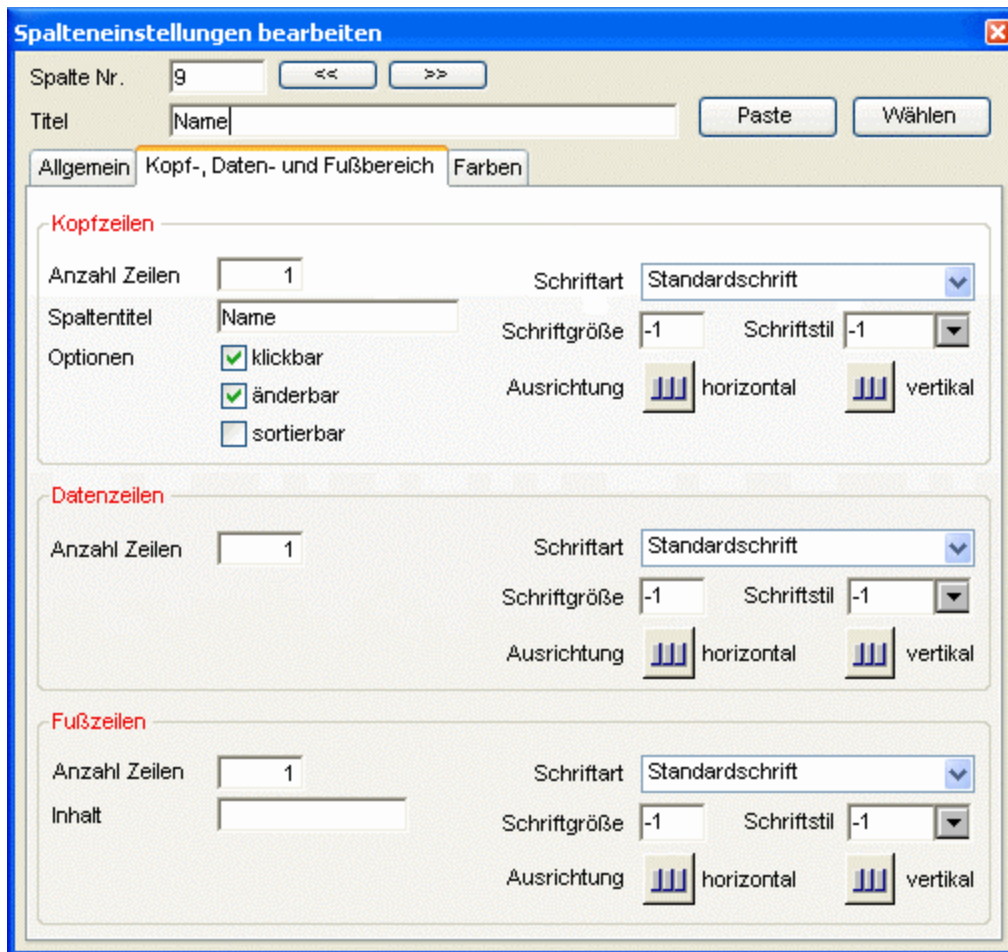 Spalteneinstellungen bearbeiten
Spalte Nr. 9 << >>
Titel Name Paste Wählen
Allgemein Kopf-, Daten- und Fußbereich Farben
Kopfzeilen
Anzahl Zeilen 1 Schriftart Standardschrift
Spaltentitel Name Schriftgröße -1 Schriftstil -1
Optionen klickbar Ausrichtung horizontal vertikal
änderbar
sortierbar
Datenzeilen
Anzahl Zeilen 1 Schriftart Standardschrift
Schriftgröße -1 Schriftstil -1
Ausrichtung horizontal vertikal
Fußzeilen
Anzahl Zeilen 1 Schriftart Standardschrift
Inhalt Schriftgröße -1 Schriftstil -1
Ausrichtung horizontal vertikal